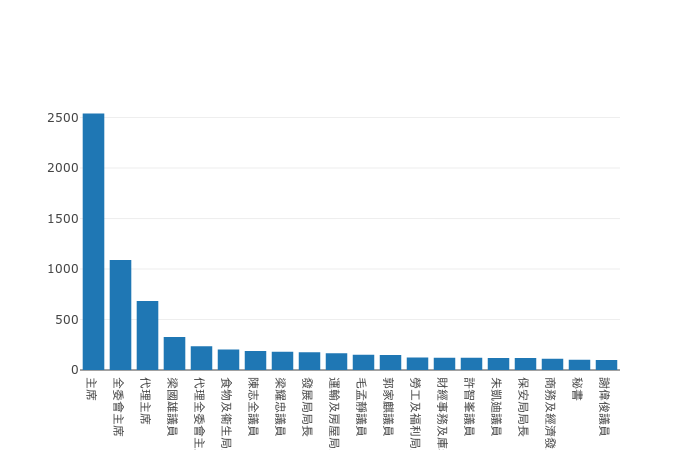 2500
2000
1500
1000
500
0
主席
全委會主席
代理主席
梁國雄議員
代理全委會主
食物及衞生局
陳志全議員
梁耀忠議員
發展局局長
運輸及房屋局
毛孟靜議員
郭家麒議員
勞工及福利局
財經事務及庫
許智峯議員
朱凱廸議員
保安局局長
商務及經濟發
秘書
謝偉俊議員